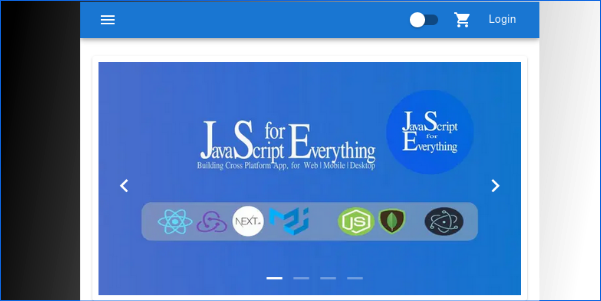 Login
JavaScript for Everything
Building Cross Platform App, for Web | Mobile | Desktop
JavaScript
for
Everything
NEXT.
JS